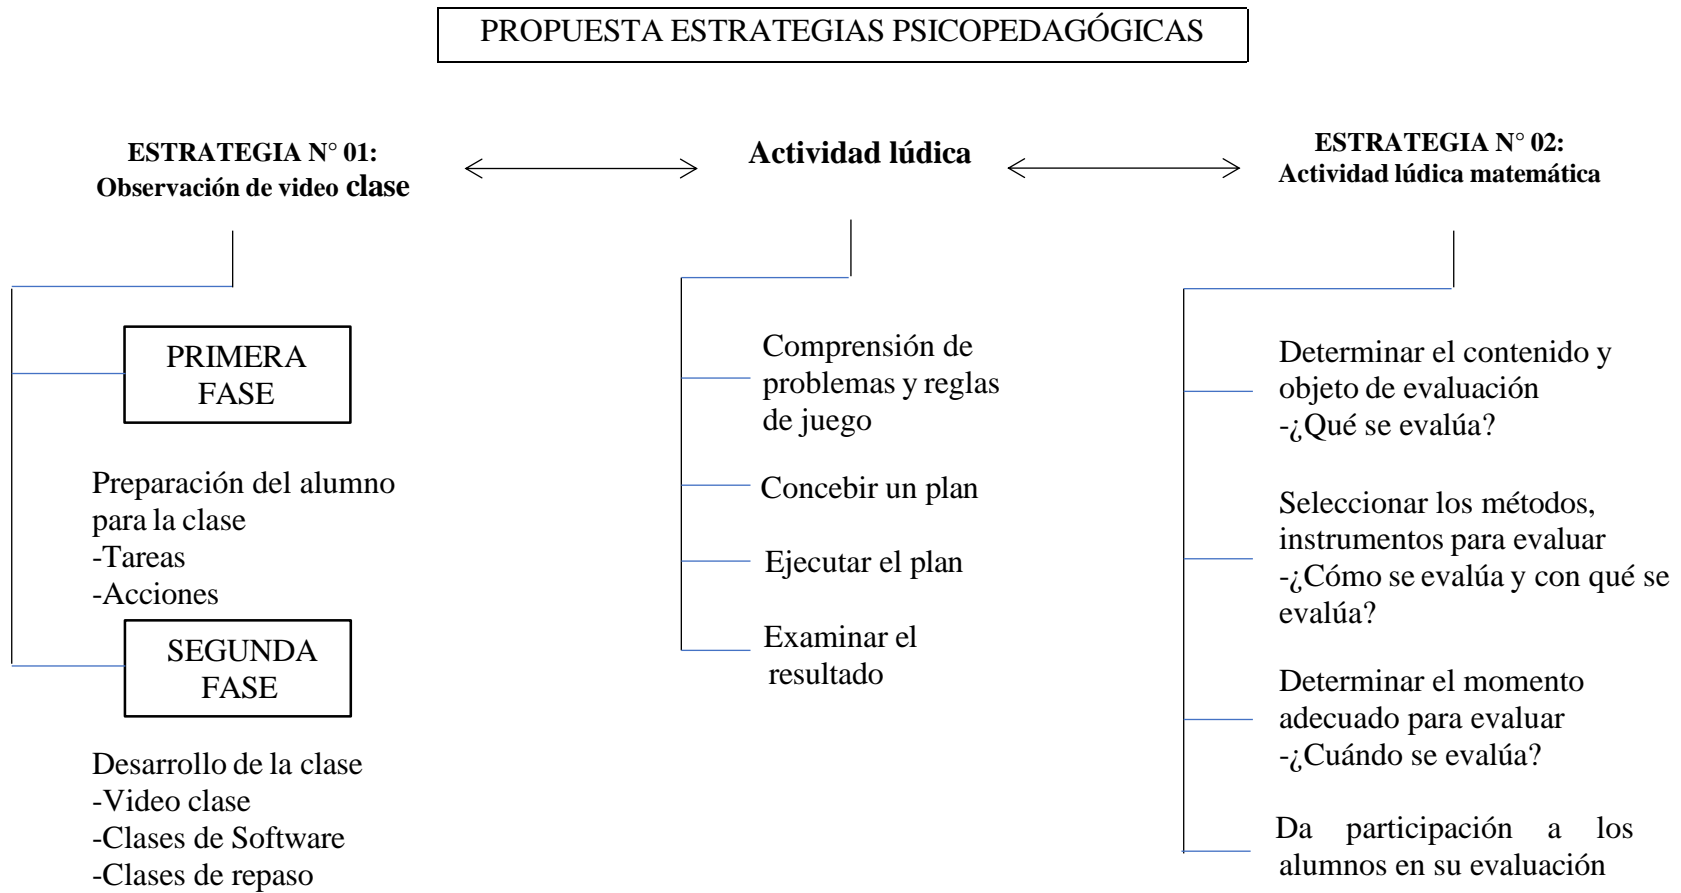 PROPUESTA ESTRATEGIAS PSICOPEDAGÓGICAS
ESTRATEGIA N° 01:
Observación de video clase
PRIMERA
FASE
Preparación del alumno
para la clase
-Tareas
-Acciones
SEGUNDA
FASE
Desarrollo de la clase
-Video clase
-Clases de Software
-Clases de repaso
Actividad lúdica
Comprensión de
problemas y reglas
de juego
Concebir un plan
Ejecutar el plan
Examinar el
resultado
ESTRATEGIA N° 02:
Actividad lúdica matemática
Determinar el contenido y
objeto de evaluación
-¿Qué se evalúa?
Seleccionar los métodos,
instrumentos para evaluar
-¿Cómo se evalúa y con qué se
evalúa?
Determinar el momento
adecuado para evaluar
-¿Cuándo se evalúa?
Da participación a los
alumnos en su evaluación